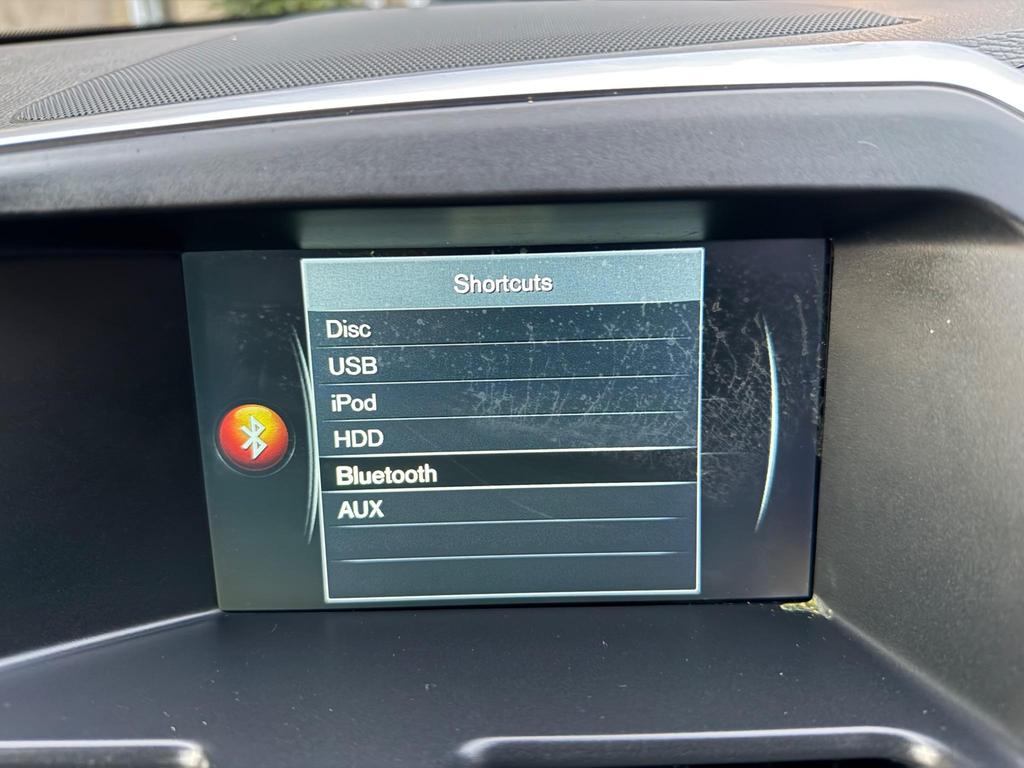 Shortcuts
Disc
USB
iPod
HDD
Bluetooth
AUX